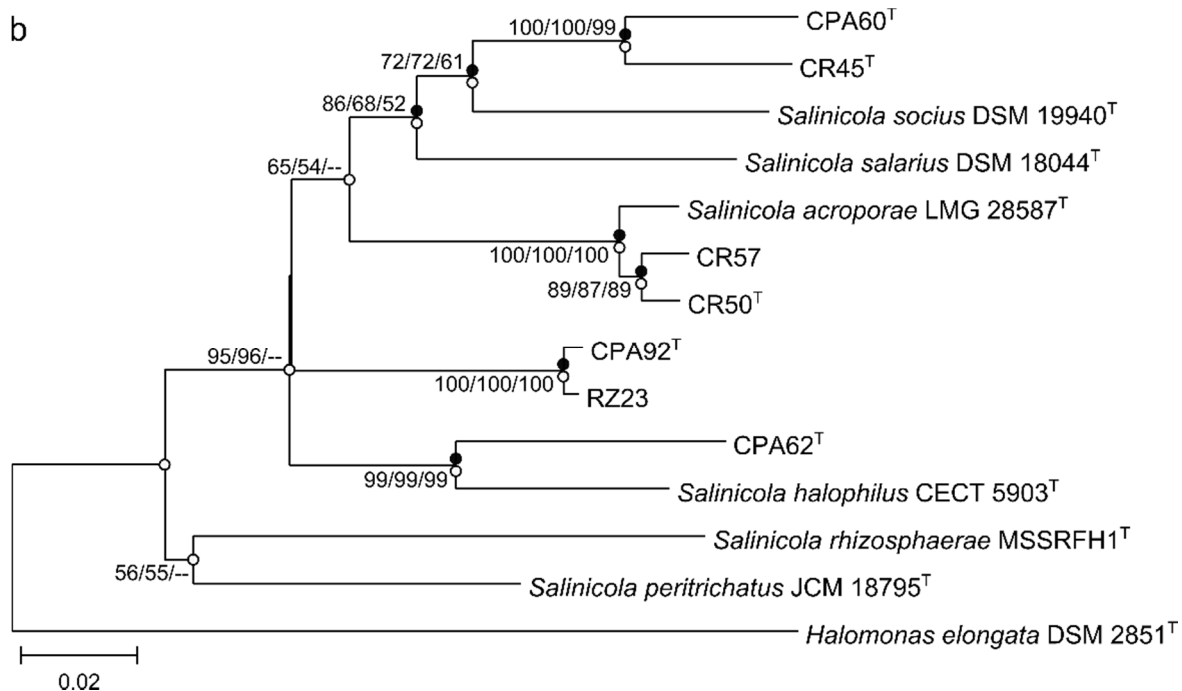 b
CPA60ᵀ
100/100/99
CR45ᵀ
72/72/61
86/68/52
Salinicola socius DSM 19940ᵀ
Salinicola salarius DSM 18044ᵀ
65/54/--
Salinicola acroporae LMG 28587ᵀ
100/100/100
CR57
89/87/89
CR50ᵀ
CPA92ᵀ
95/96/--
100/100/100
RZ23
CPA62ᵀ
99/99/99
Salinicola halophilus CECT 5903ᵀ
Salinicola rhizosphaerae MSSRFH1ᵀ
56/55/--
Salinicola peritrichatus JCM 18795ᵀ
Halomonas elongata DSM 2851ᵀ
0.02